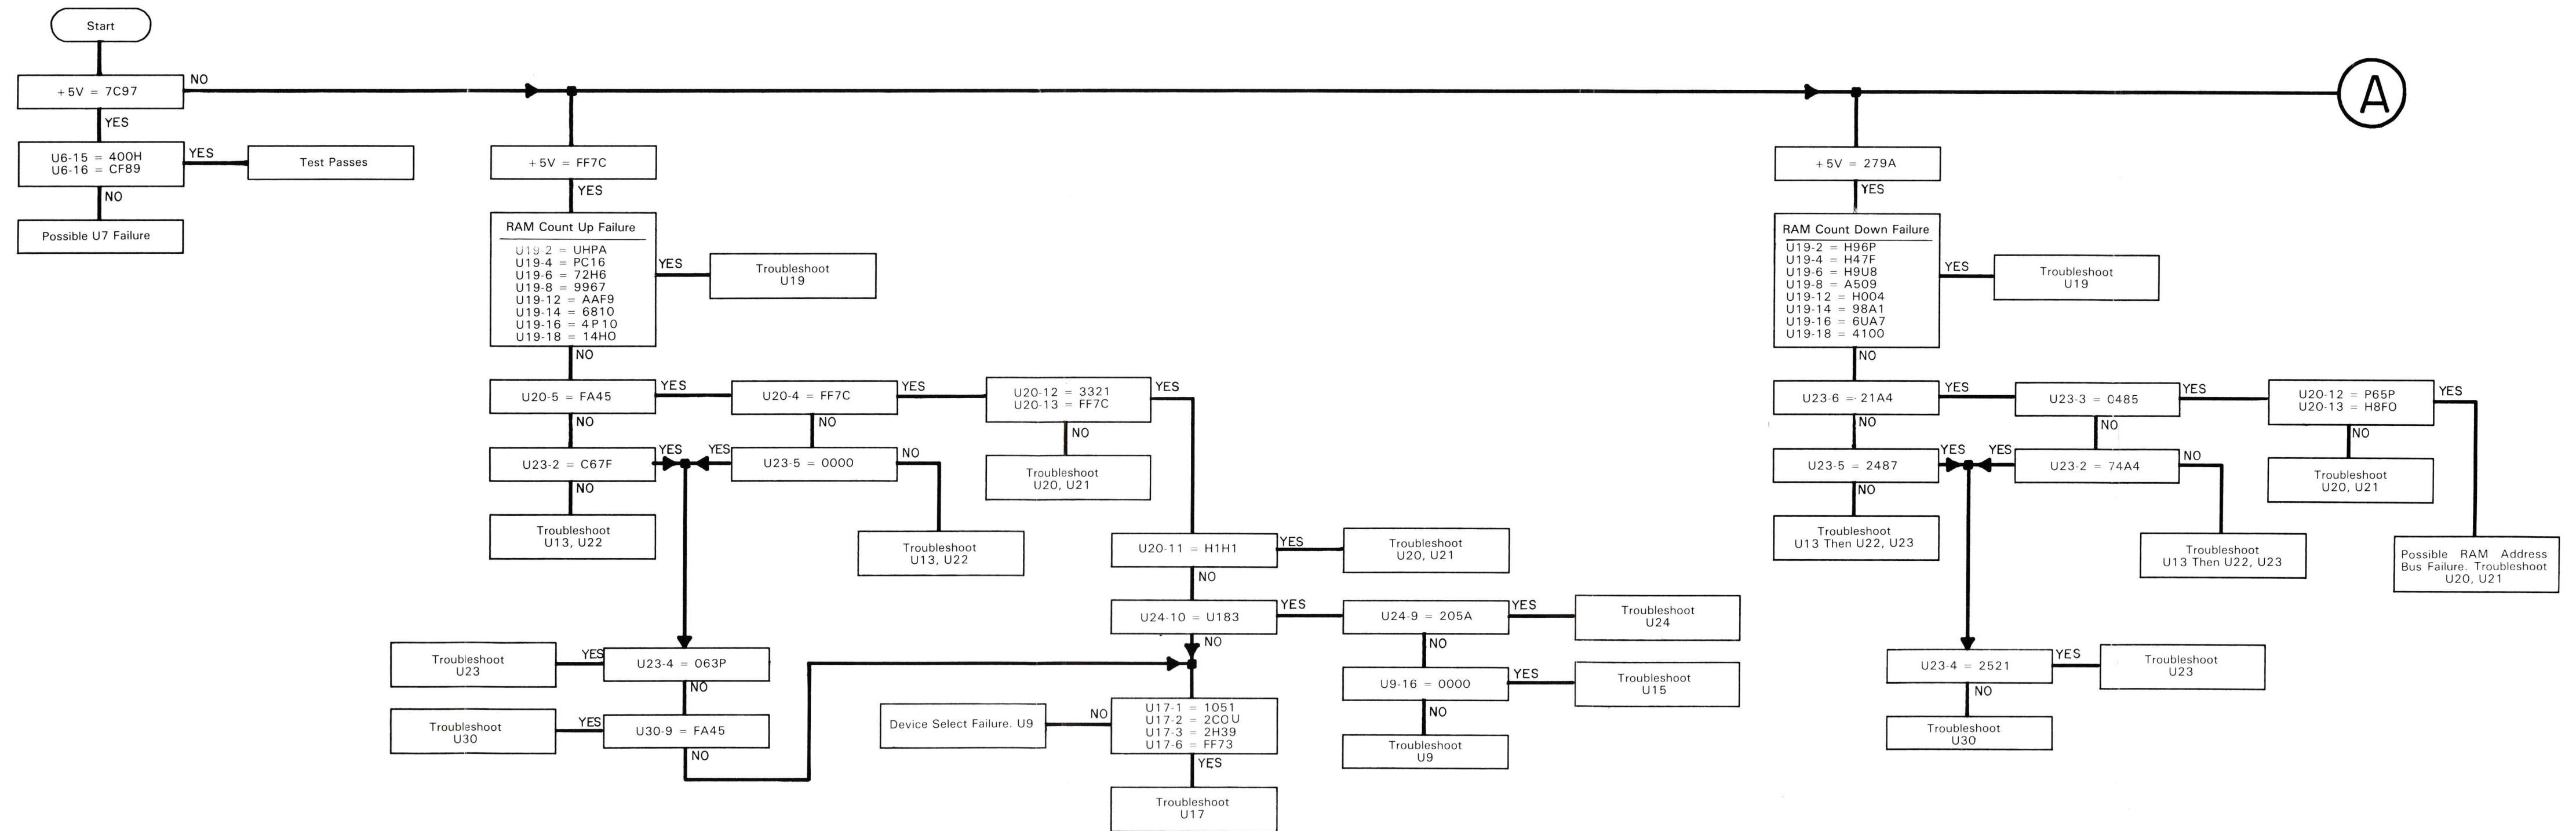 Start
+5V = 7C97
NO
YES
U6-15 = 400H
U6-16 = CF89
YES
Test Passes
NO
Possible U7 Failure
+5V = FF7C
YES
RAM Count Up Failure
U19-2 = UHPA
U19-4 = PC16
U19-6 = 72H6
U19-8 = 9967
U19-12 = AAF9
U19-14 = 6810
U19-16 = 4P10
U19-18 = 14HO
YES
Troubleshoot
U19
NO
U20-5 = FA45
YES
U20-4 = FF7C
YES
U20-12 = 3321
U20-13 = FF7C
YES
NO
NO
NO
U23-2 = C67F
YES
YES
U23-5 = 0000
NO
Troubleshoot
U20, U21
NO
Troubleshoot
U13, U22
Troubleshoot
U13, U22
U20-11 = H1H1
YES
Troubleshoot
U20, U21
NO
U24-10 = U183
YES
U24-9 = 205A
YES
Troubleshoot
U24
NO
NO
Troubleshoot
U23
YES
U23-4 = 063P
NO
U9-16 = 0000
YES
Troubleshoot
U15
NO
Troubleshoot
U9
Troubleshoot
U30
YES
U30-9 = FA45
NO
Device Select Failure. U9
NO
U17-1 = 1051
U17-2 = 2COU
U17-3 = 2H39
U17-6 = FF73
YES
Troubleshoot
U17
A
+5V = 279A
YES
RAM Count Down Failure
U19-2 = H96P
U19-4 = H47F
U19-6 = H9U8
U19-8 = A509
U19-12 = H004
U19-14 = 98A1
U19-16 = 6UA7
U19-18 = 4100
YES
Troubleshoot
U19
NO
U23-6 = 21A4
YES
U23-3 = 0485
YES
U20-12 = P65P
U20-13 = H8FO
YES
NO
NO
NO
U23-5 = 2487
YES
YES
U23-2 = 74A4
NO
Troubleshoot
U20, U21
NO
Troubleshoot
U13 Then U22, U23
Troubleshoot
U13 Then U22, U23
Possible RAM Address
Bus Failure. Troubleshoot
U20, U21
U23-4 = 2521
YES
Troubleshoot
U23
NO
Troubleshoot
U30